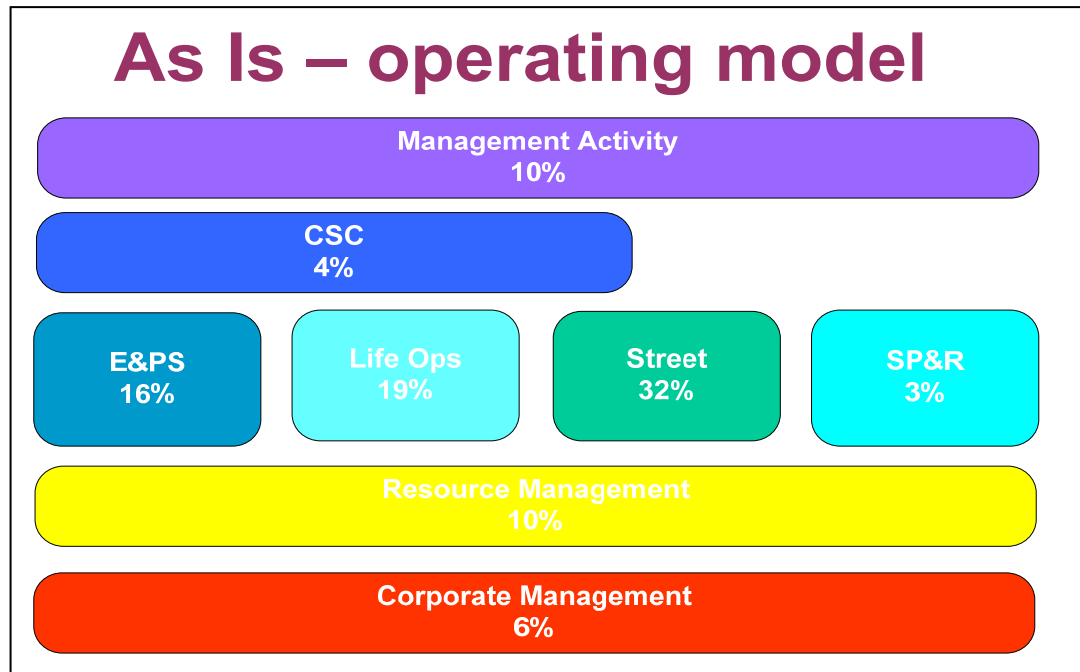 As Is – operating model
Management Activity
10%
CSC
4%
E&PS
16%
Life Ops
19%
Street
32%
SP&R
3%
Resource Management
10%
Corporate Management
6%